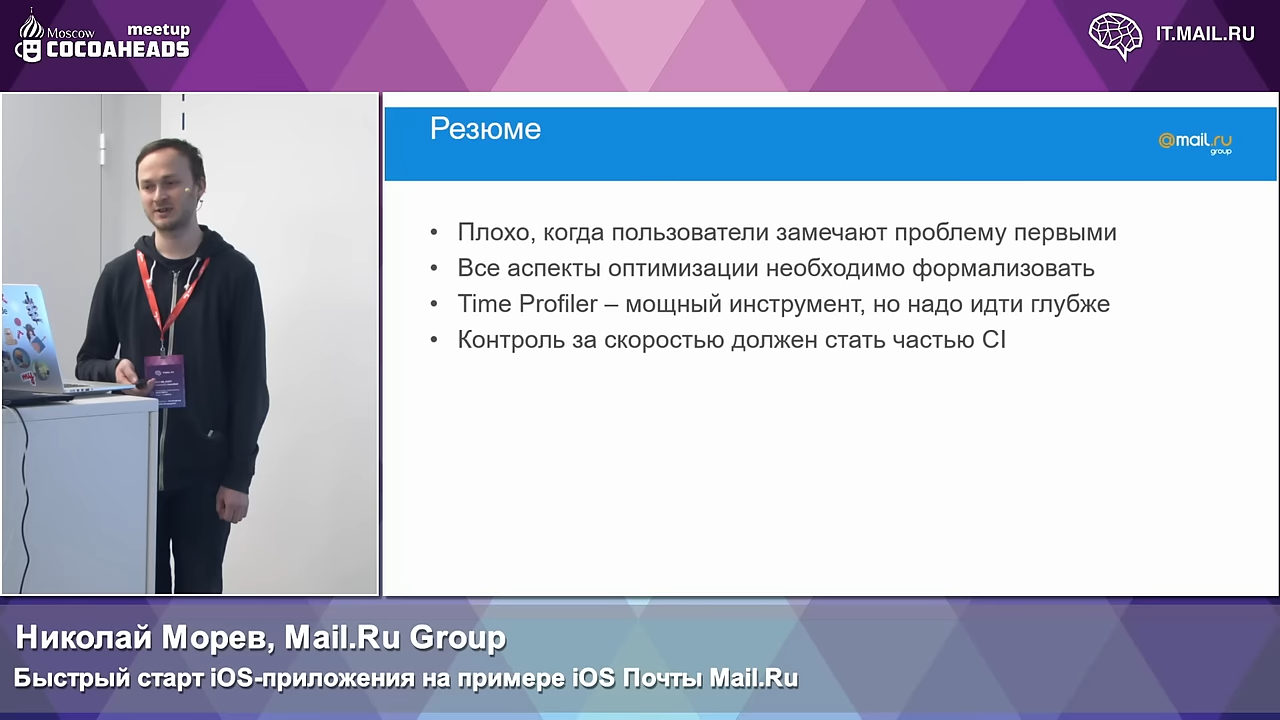 Moscow meetup
COCOAHEADS
IT.MAIL.RU
Резюме
@mail.ru
group
• Плохо, когда пользователи замечают проблему первыми
• Все аспекты оптимизации необходимо формализовать
• Time Profiler – мощный инструмент, но надо идти глубже
• Контроль за скоростью должен стать частью CI
Николай Морев, Mail.Ru Group
Быстрый старт iOS-приложения на примере iOS Почты Mail.Ru